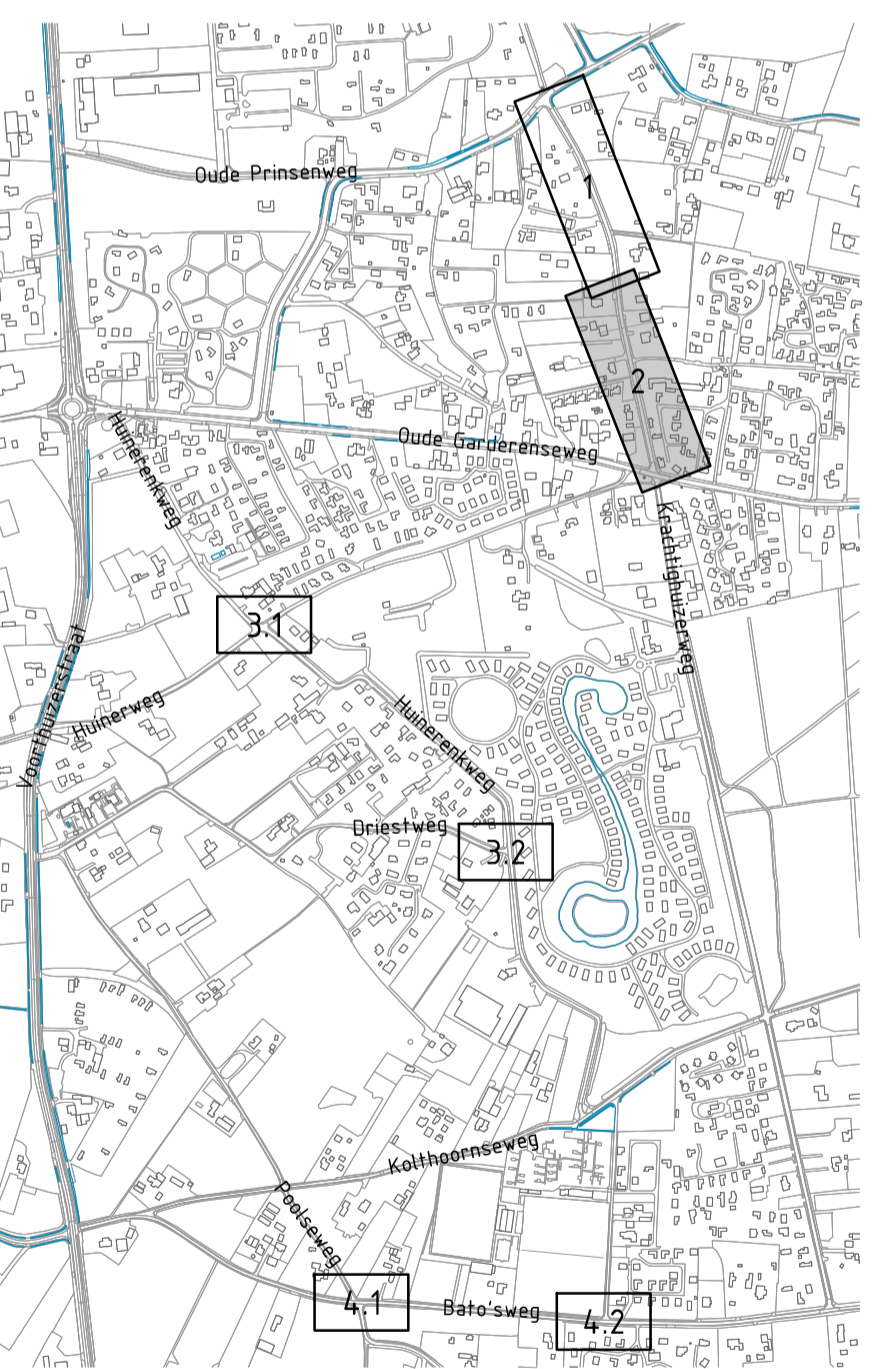 Oude Prinsenweg
1
2
Huinerenkweg
Oude Garderenseweg
Krachtighuizerweg
3.1
Voorthuizerstraat
Huinerweg
Huinerenkweg
Driestweg
3.2
Kolthoornseweg
Poolseweg
4.1
Bato'sweg
4.2